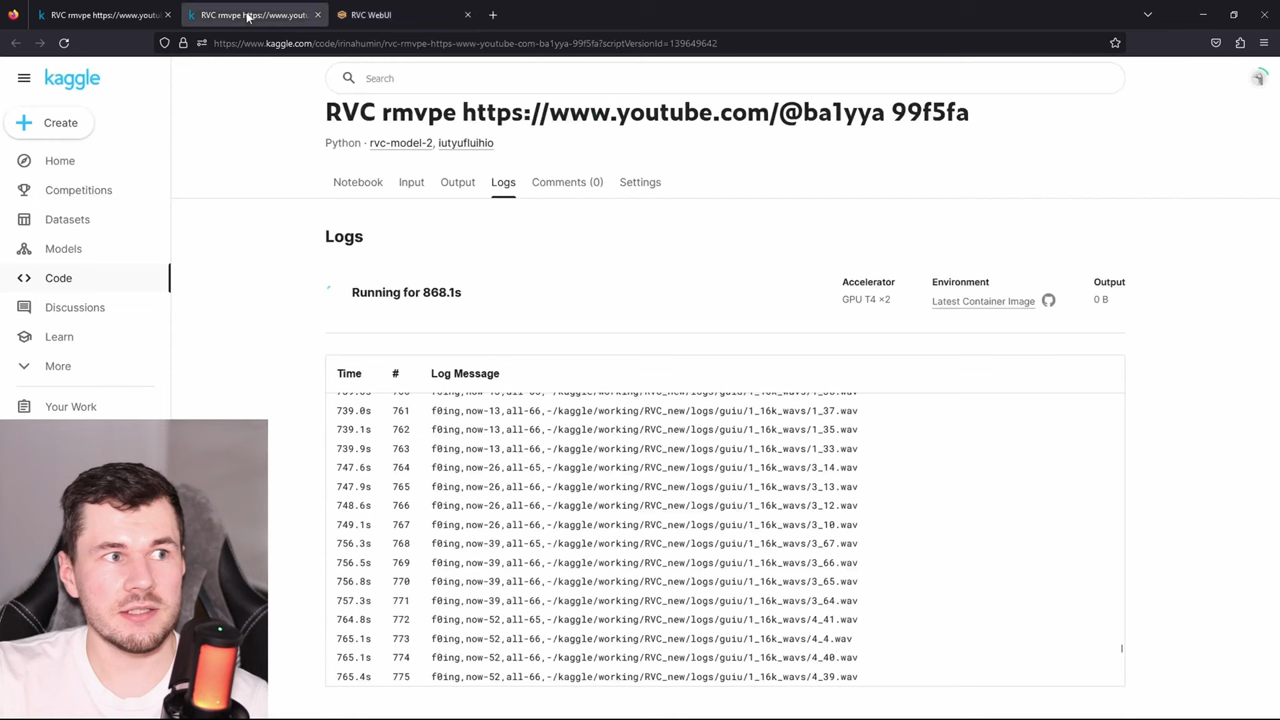 RVC rmvpe https://www.yout
RVC rmvpe https://www.yout
RVC WebUI
https://www.kaggle.com/code/irinahumin/rvc-rmvpe-https-www-youtube-com-ba1yya-99f5fa?scriptVersionId=139649642
kaggle
Search
Create
Home
Competitions
Datasets
Models
Code
Discussions
Learn
More
Your Work
RVC rmvpe https://www.youtube.com/@ba1yya 99f5fa
Python · rvc-model-2, iutyufluihio
Notebook Input Output Logs Comments (0) Settings
Logs
Running for 868.1s
Accelerator
GPU T4 ×2
Environment
Latest Container Image
Output
0 B
Time # Log Message
739.0s 761 f0ing,now-13,all-66,-/kaggle/working/RVC_new/logs/guiu/1_16k_wavs/1_37.wav
739.1s 762 f0ing,now-13,all-66,-/kaggle/working/RVC_new/logs/guiu/1_16k_wavs/1_35.wav
739.9s 763 f0ing,now-13,all-66,-/kaggle/working/RVC_new/logs/guiu/1_16k_wavs/1_33.wav
747.6s 764 f0ing,now-26,all-65,-/kaggle/working/RVC_new/logs/guiu/1_16k_wavs/3_14.wav
747.9s 765 f0ing,now-26,all-66,-/kaggle/working/RVC_new/logs/guiu/1_16k_wavs/3_13.wav
748.6s 766 f0ing,now-26,all-66,-/kaggle/working/RVC_new/logs/guiu/1_16k_wavs/3_12.wav
749.1s 767 f0ing,now-26,all-66,-/kaggle/working/RVC_new/logs/guiu/1_16k_wavs/3_10.wav
756.3s 768 f0ing,now-39,all-65,-/kaggle/working/RVC_new/logs/guiu/1_16k_wavs/3_67.wav
756.5s 769 f0ing,now-39,all-66,-/kaggle/working/RVC_new/logs/guiu/1_16k_wavs/3_66.wav
756.8s 770 f0ing,now-39,all-66,-/kaggle/working/RVC_new/logs/guiu/1_16k_wavs/3_65.wav
757.3s 771 f0ing,now-39,all-66,-/kaggle/working/RVC_new/logs/guiu/1_16k_wavs/3_64.wav
764.8s 772 f0ing,now-52,all-65,-/kaggle/working/RVC_new/logs/guiu/1_16k_wavs/4_41.wav
765.1s 773 f0ing,now-52,all-66,-/kaggle/working/RVC_new/logs/guiu/1_16k_wavs/4_4.wav
765.1s 774 f0ing,now-52,all-66,-/kaggle/working/RVC_new/logs/guiu/1_16k_wavs/4_40.wav
765.4s 775 f0ing,now-52,all-66,-/kaggle/working/RVC_new/logs/guiu/1_16k_wavs/4_39.wav